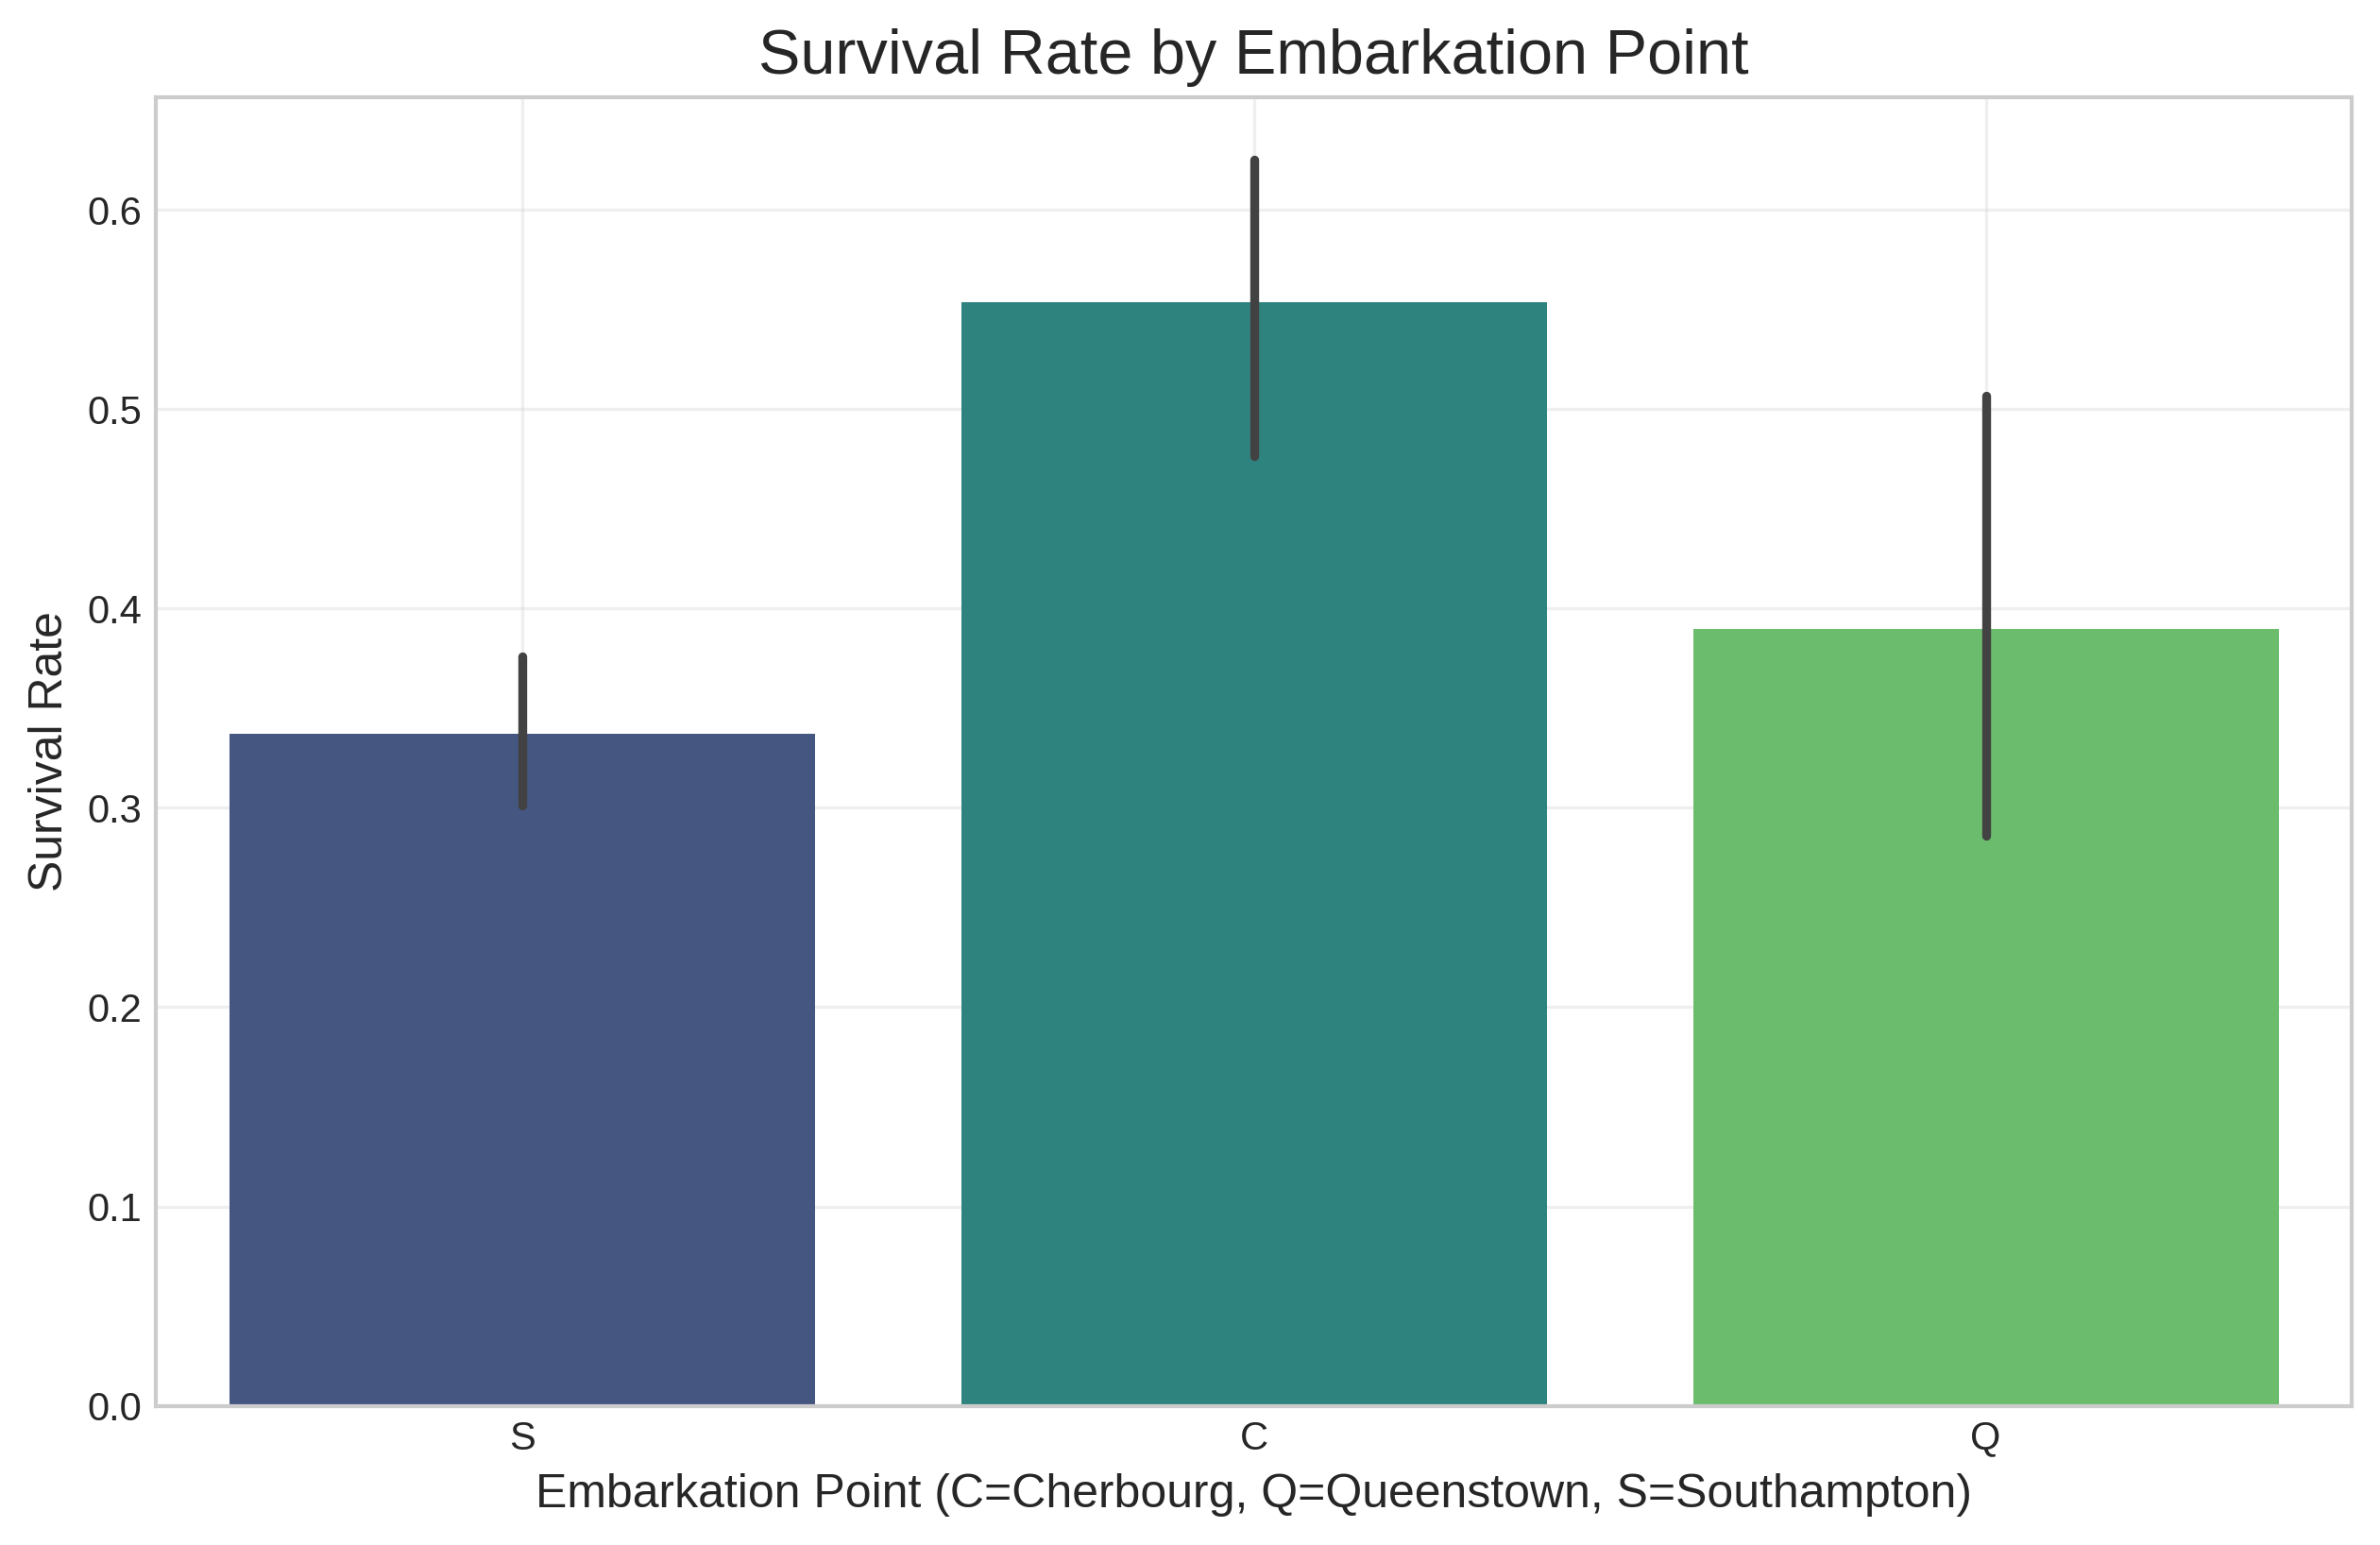 Survival Rate by Embarkation Point
Survival Rate
0.6
0.5
0.4
0.3
0.2
0.1
0.0
S
C
Q
Embarkation Point (C=Cherbourg, Q=Queenstown, S=Southampton)